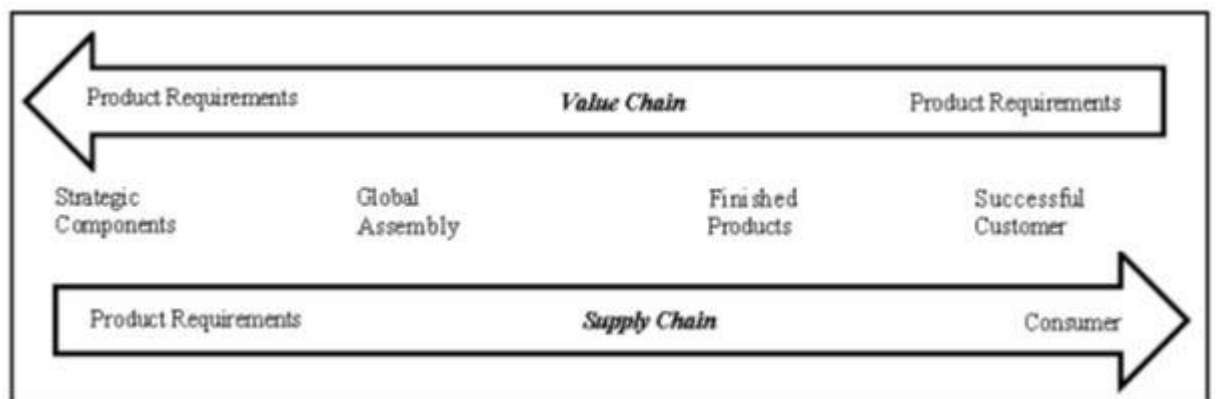 Product Requirements Value Chain Product Requirements
Strategic Components
Global Assembly
Finished Products
Successful Customer
Product Requirements Supply Chain Consumer